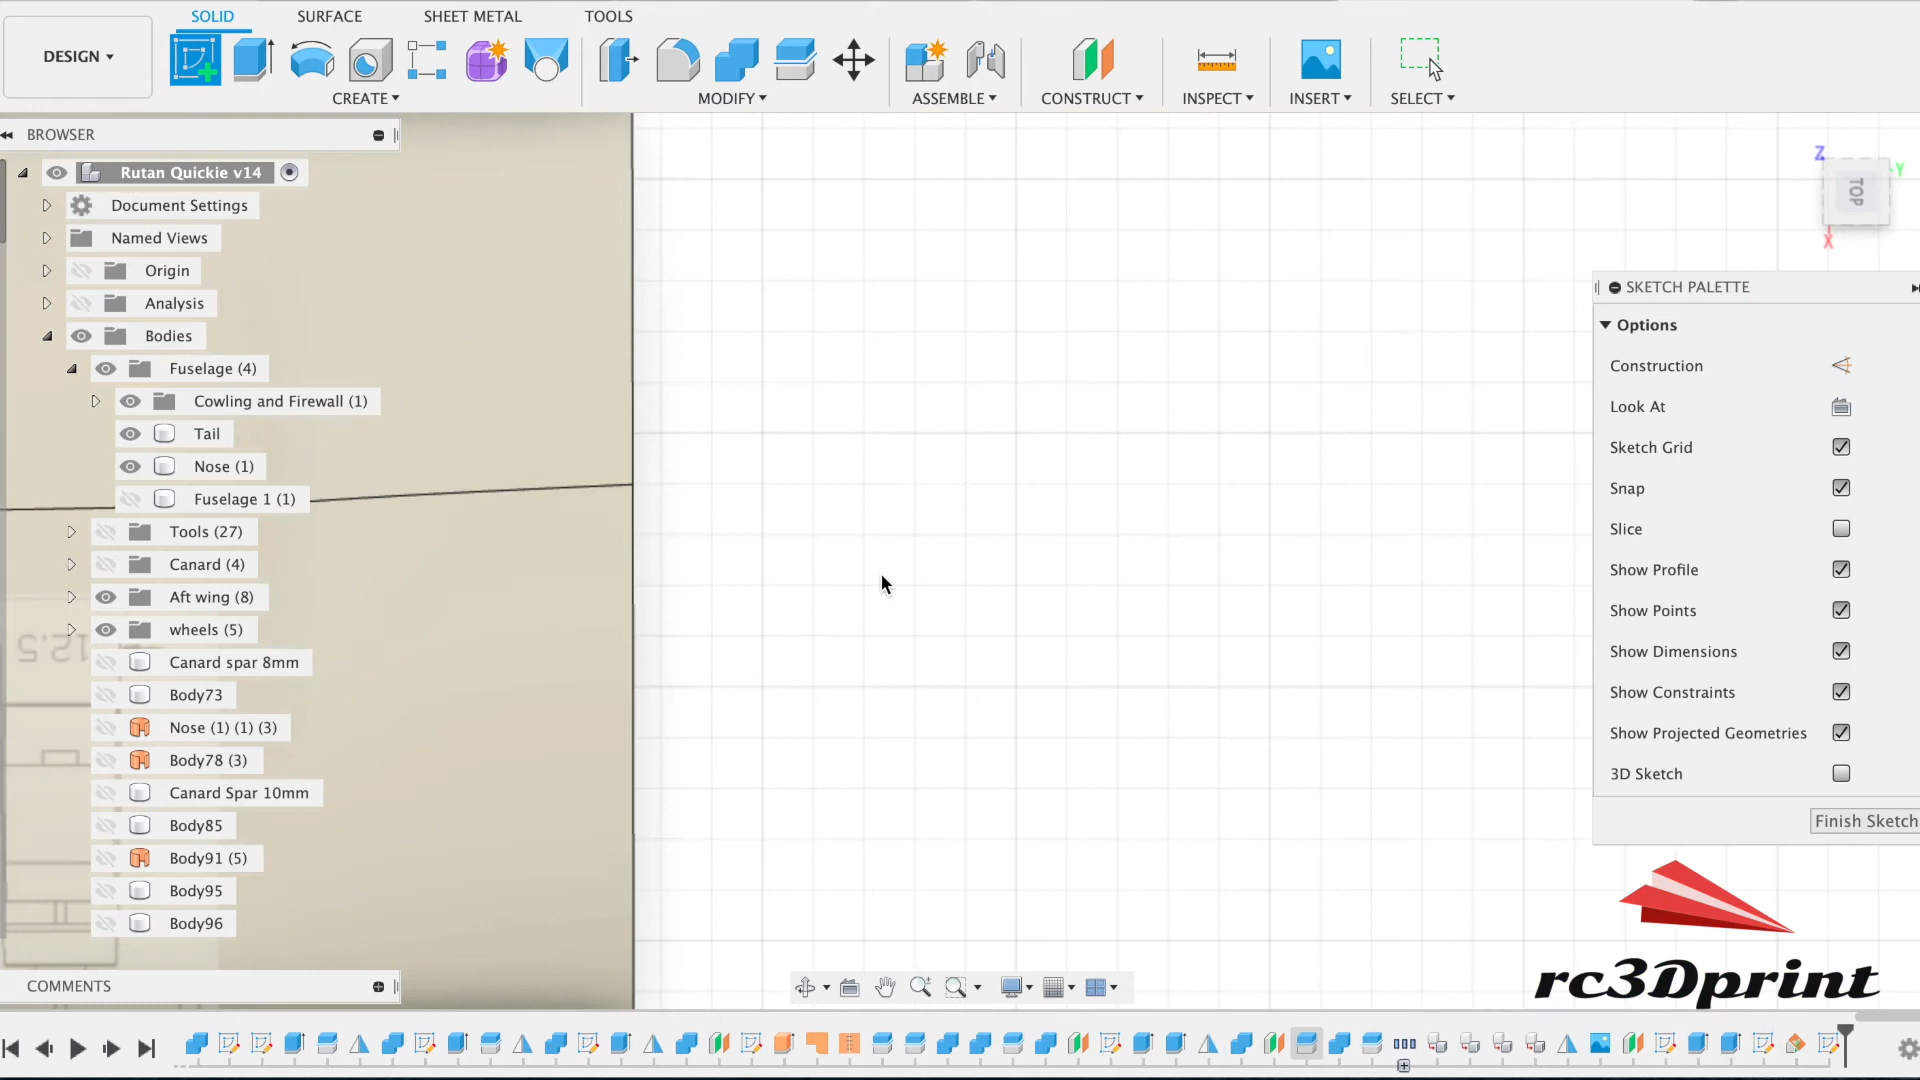 SOLID SURFACE SHEET METAL TOOLS
DESIGN
CREATE MODIFY ASSEMBLE CONSTRUCT INSPECT INSERT SELECT
BROWSER
Rutan Quickie v14
Document Settings
Named Views
Origin
Analysis
Bodies
Fuselage (4)
Cowling and Firewall (1)
Tail
Nose (1)
Fuselage 1 (1)
Tools (27)
Canard (4)
Aft wing (8)
wheels (5)
Canard spar 8mm
Body73
Nose (1) (1) (3)
Body78 (3)
Canard Spar 10mm
Body85
Body91 (5)
Body95
Body96
COMMENTS
12.5
Z
Y
TOP
X
SKETCH PALETTE
Options
Construction
Look At
Sketch Grid
Snap
Slice
Show Profile
Show Points
Show Dimensions
Show Constraints
Show Projected Geometries
3D Sketch
Finish Sketch
rc3Dprint